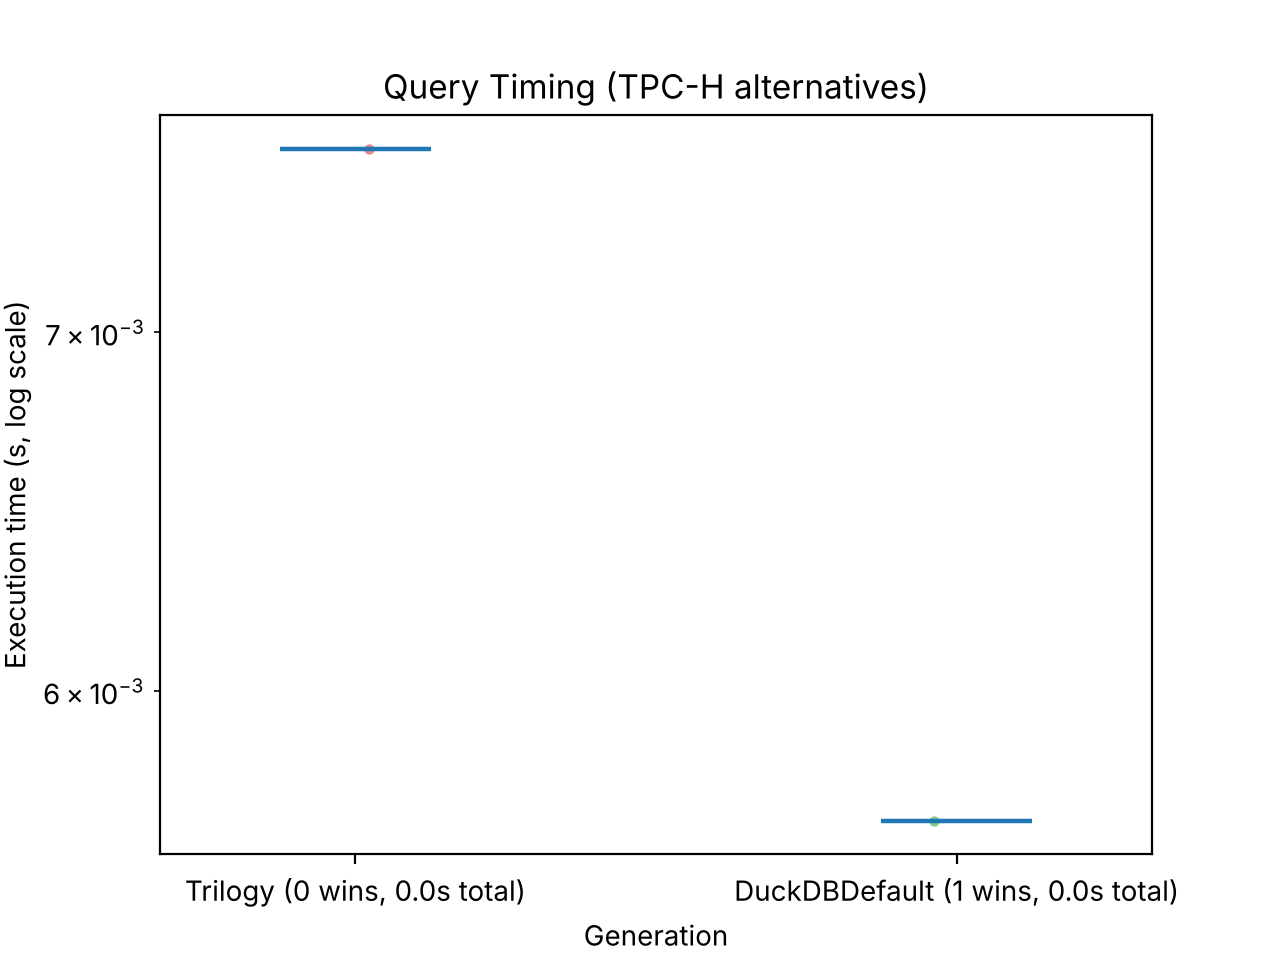 Query Timing (TPC-H alternatives)
Execution time (s, log scale)
7 × 10⁻³
6 × 10⁻³
Trilogy (0 wins, 0.0s total)
DuckDBDefault (1 wins, 0.0s total)
Generation